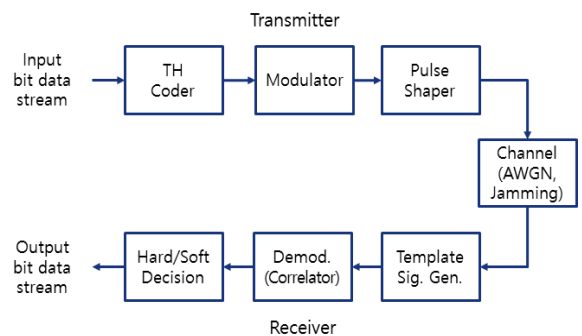 Transmitter
Input
bit data
stream
TH
Coder
Modulator
Pulse
Shaper
Channel
(AWGN,
Jamming)
Output
bit data
stream
Hard/Soft
Decision
Demod.
(Correlator)
Template
Sig. Gen.
Receiver